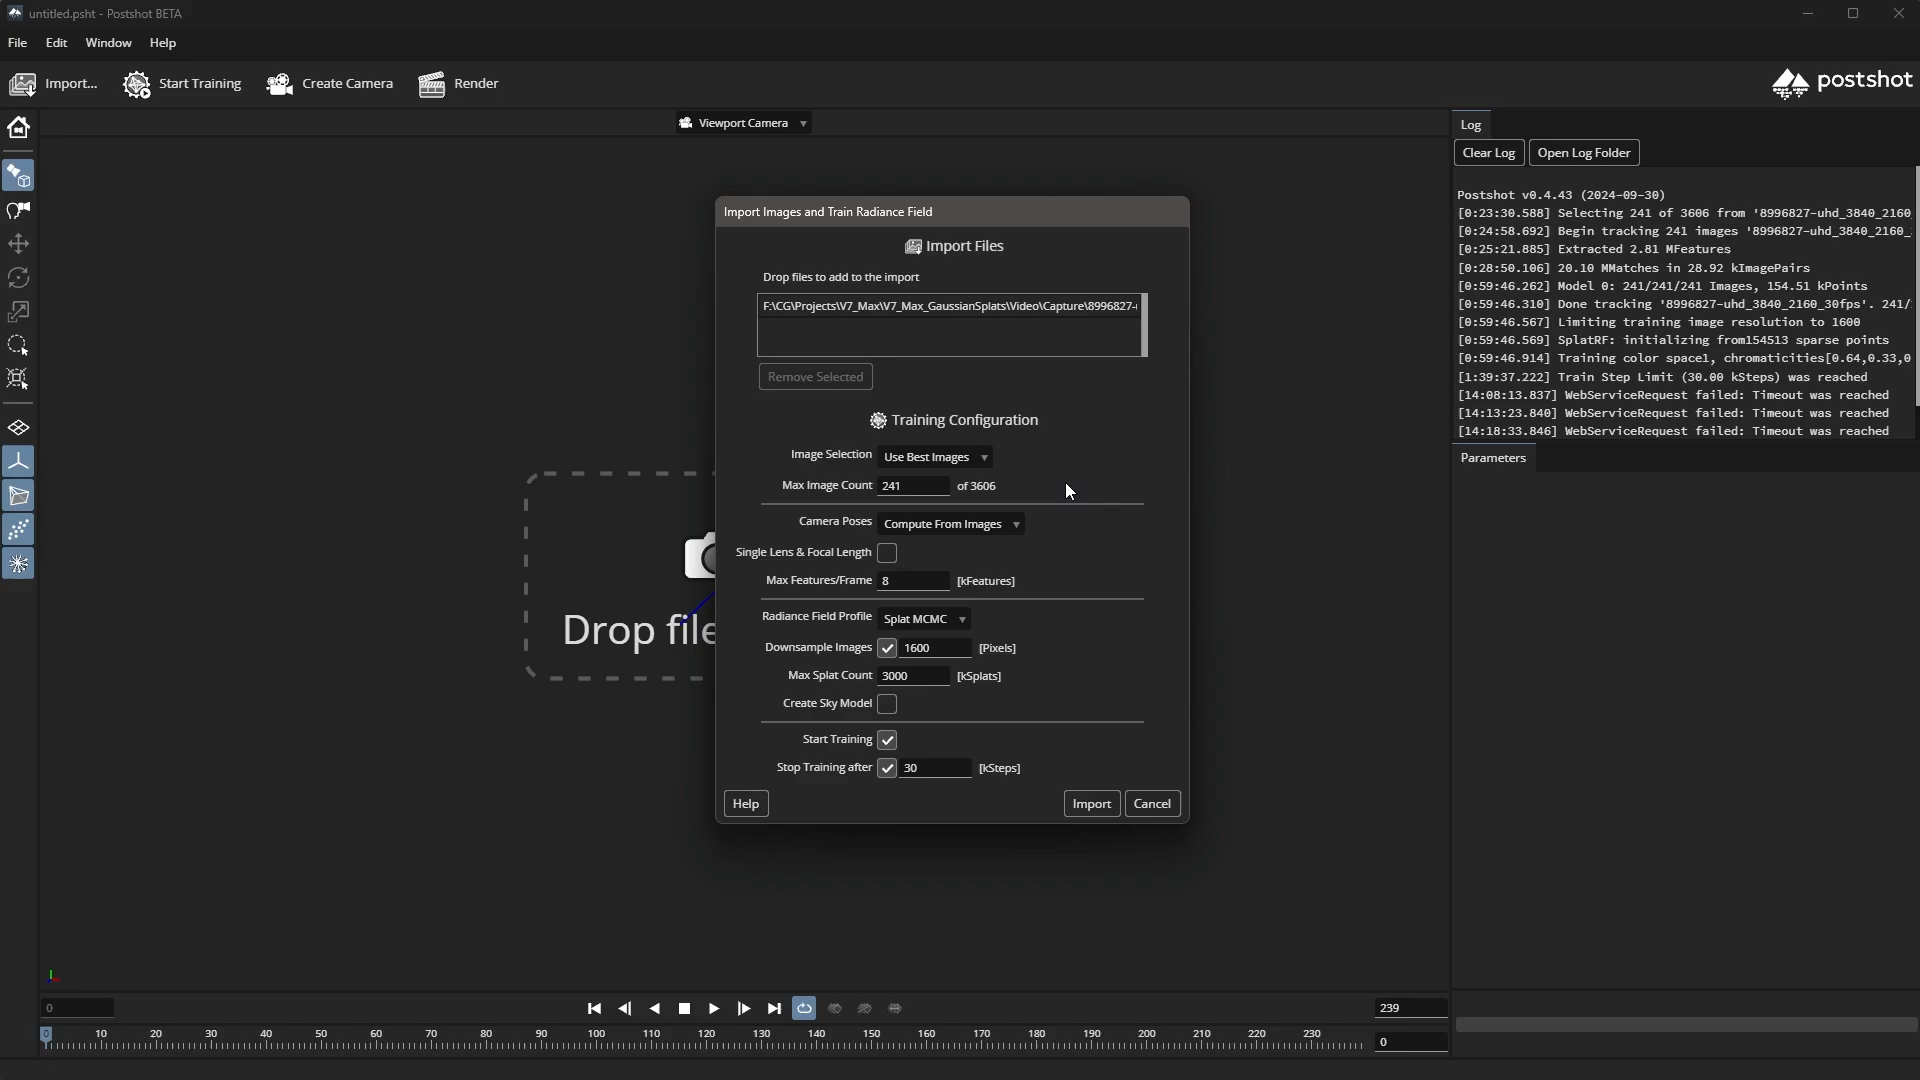 untitled.psht - Postshot BETA
File Edit Window Help
Import... Start Training Create Camera Render
postshot
Viewport Camera
Log
Clear Log Open Log Folder
Postshot v0.4.43 (2024-09-30)
[0:23:30.588] Selecting 241 of 3606 from '8996827-uhd_3840_2160
[0:24:58.692] Begin tracking 241 images '8996827-uhd_3840_2160_
[0:25:21.885] Extracted 2.81 MFeatures
[0:28:50.106] 20.10 MMatches in 28.92 kImagePairs
[0:59:46.262] Model 0: 241/241/241 Images, 154.51 kPoints
[0:59:46.310] Done tracking '8996827-uhd_3840_2160_30fps'. 241/
[0:59:46.567] Limiting training image resolution to 1600
[0:59:46.569] SplatRF: initializing from154513 sparse points
[0:59:46.914] Training color space1, chromaticities[0.64,0.33,0
[1:39:37.222] Train Step Limit (30.00 kSteps) was reached
[14:08:13.837] WebServiceRequest failed: Timeout was reached
[14:13:23.840] WebServiceRequest failed: Timeout was reached
[14:18:33.846] WebServiceRequest failed: Timeout was reached
Parameters
Drop file
Import Images and Train Radiance Field
Import Files
Drop files to add to the import
F:\CG\Projects\V7_Max\V7_Max_GaussianSplats\Video\Capture\8996827-
Remove Selected
Training Configuration
Image Selection Use Best Images
Max Image Count 241 of 3606
Camera Poses Compute From Images
Single Lens & Focal Length
Max Features/Frame 8 [kFeatures]
Radiance Field Profile Splat MCMC
Downsample Images 1600 [Pixels]
Max Splat Count 3000 [kSplats]
Create Sky Model
Start Training
Stop Training after 30 [kSteps]
Help Import Cancel
0 239
0 10 20 30 40 50 60 70 80 90 100 110 120 130 140 150 160 170 180 190 200 210 220 230 0